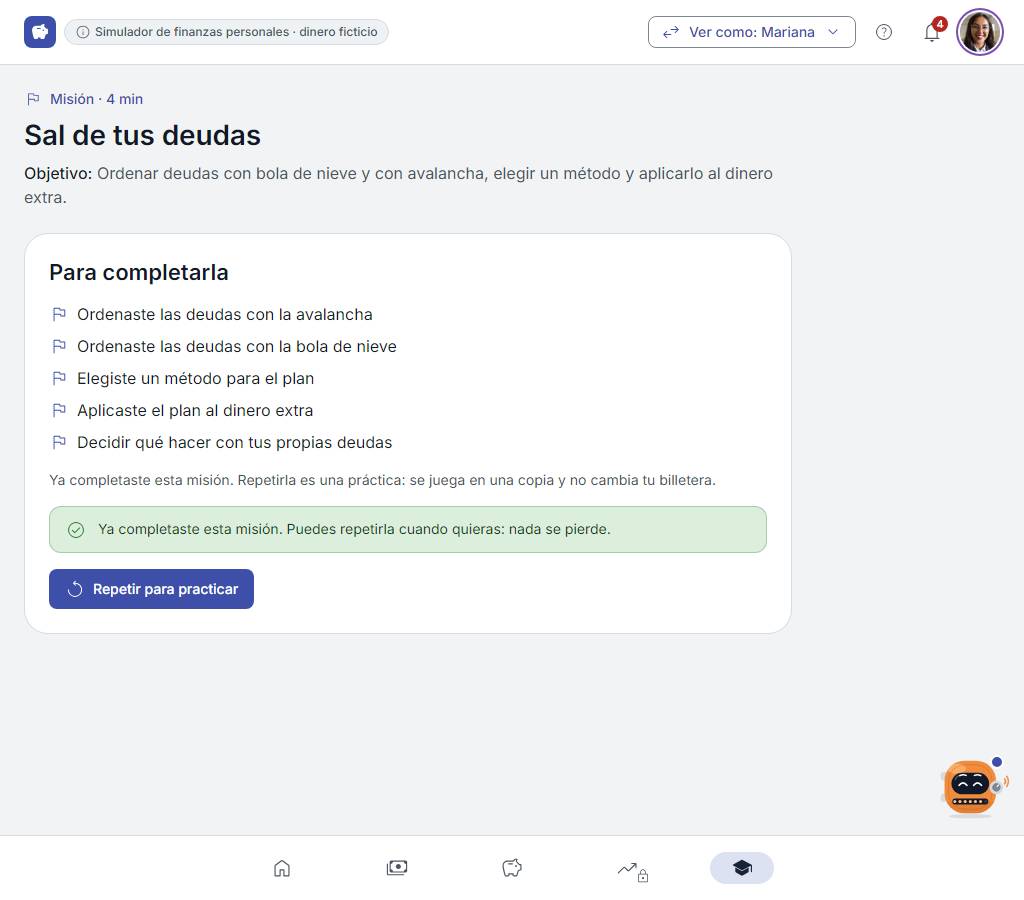 Simulador de finanzas personales · dinero ficticio
Ver como: Mariana
4
Misión · 4 min
Sal de tus deudas
Objetivo: Ordenar deudas con bola de nieve y con avalancha, elegir un método y aplicarlo al dinero
extra.
Para completarla
Ordenaste las deudas con la avalancha
Ordenaste las deudas con la bola de nieve
Elegiste un método para el plan
Aplicaste el plan al dinero extra
Decidir qué hacer con tus propias deudas
Ya completaste esta misión. Repetirla es una práctica: se juega en una copia y no cambia tu billetera.
Ya completaste esta misión. Puedes repetirla cuando quieras: nada se pierde.
Repetir para practicar